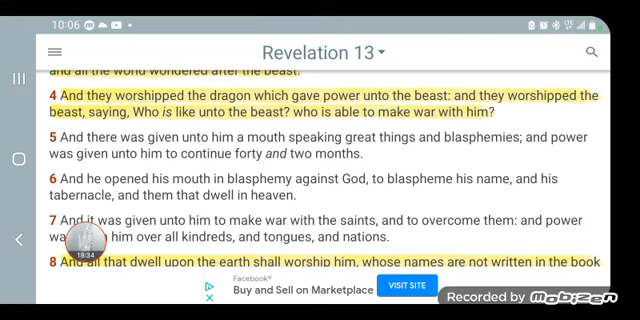 10:06
Revelation 13
and all the world wondered after the beast.
4 And they worshipped the dragon which gave power unto the beast: and they worshipped the
beast, saying, Who is like unto the beast? who is able to make war with him?
5 And there was given unto him a mouth speaking great things and blasphemies; and power
was given unto him to continue forty and two months.
6 And he opened his mouth in blasphemy against God, to blaspheme his name, and his
tabernacle, and them that dwell in heaven.
7 And it was given unto him to make war with the saints, and to overcome them: and power
him over all kindreds, and tongues, and nations.
18:34
8 And all that dwell upon the earth shall worship him, whose names are not written in the book
Facebook®
Buy and Sell on Marketplace
VISIT SITE
Recorded by Mobizen